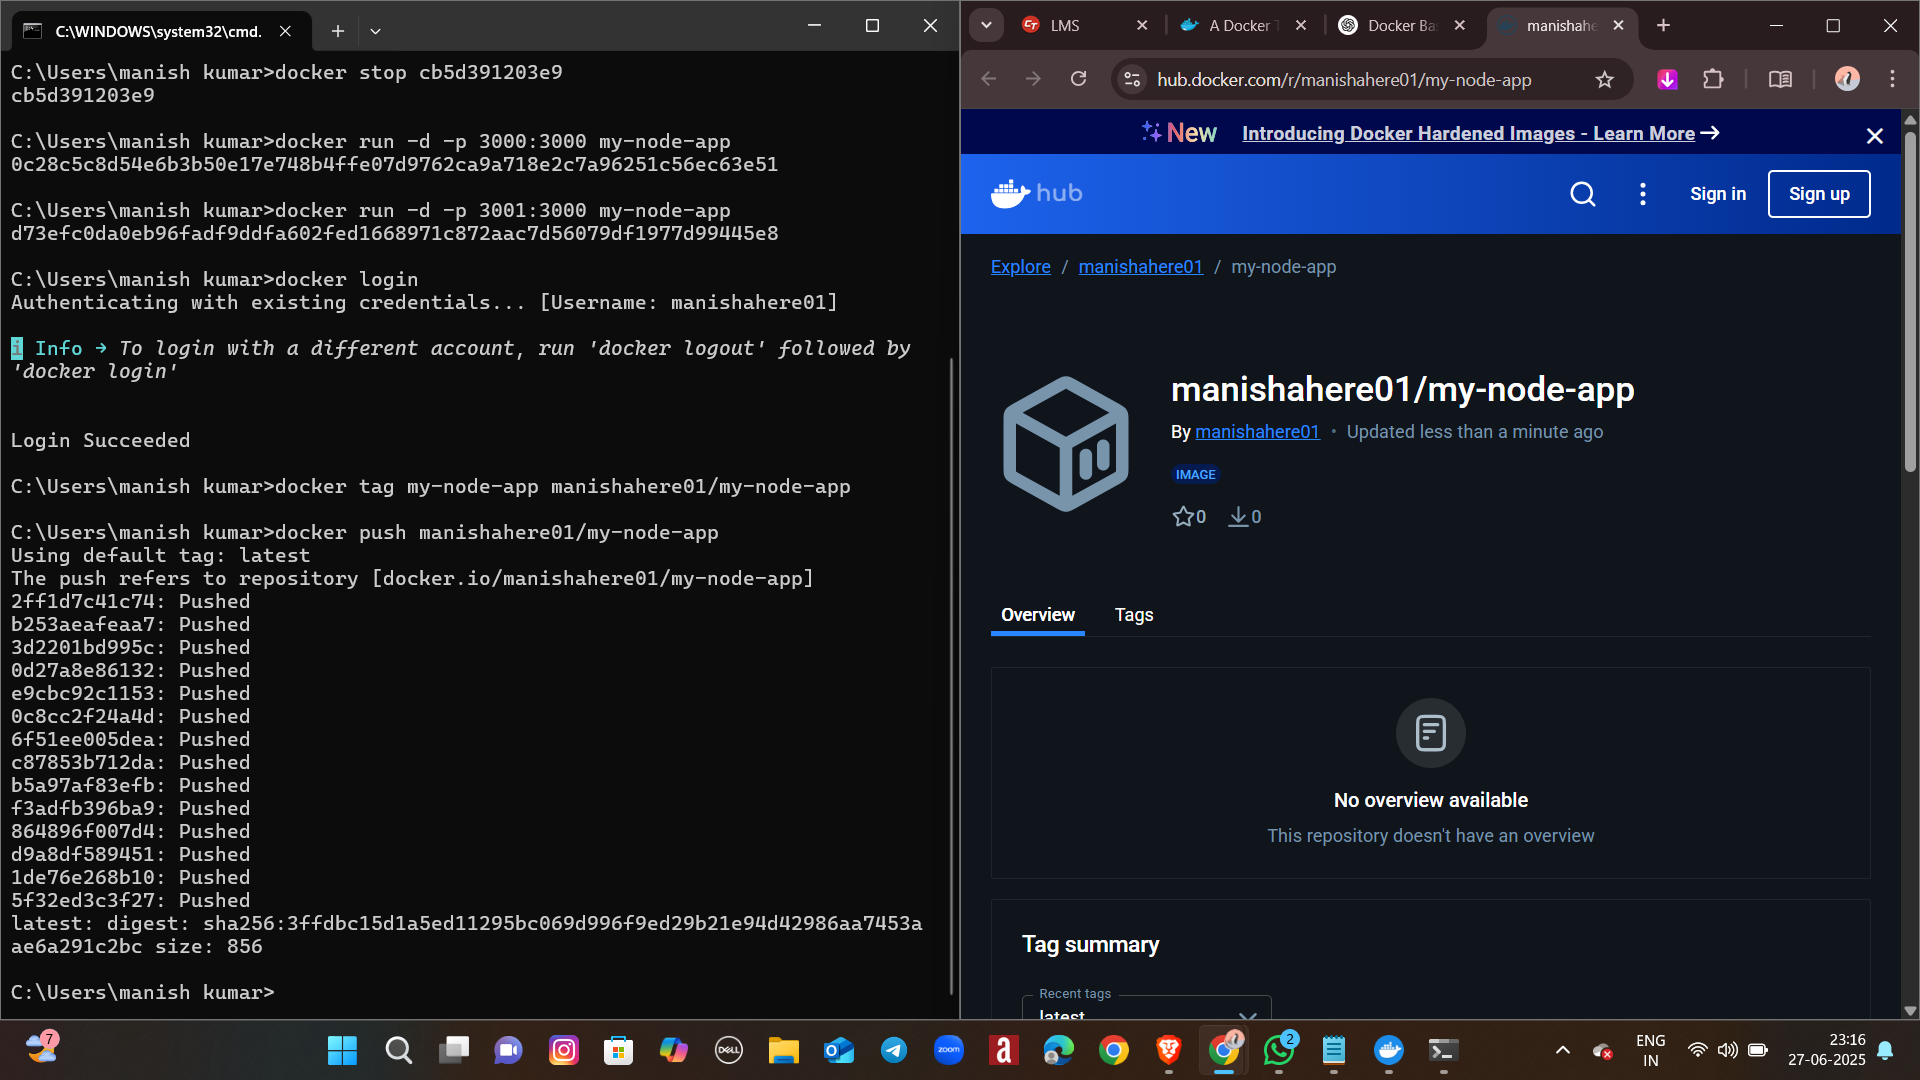 C:\WINDOWS\system32\cmd.
C:\Users\manish kumar>docker stop cb5d391203e9
cb5d391203e9
C:\Users\manish kumar>docker run -d -p 3000:3000 my-node-app
0c28c5c8d54e6b3b50e17e748b4ffe07d9762ca9a718e2c7a96251c56ec63e51
C:\Users\manish kumar>docker run -d -p 3001:3000 my-node-app
d73efc0da0eb96fadf9ddfa602fed1668971c872aac7d56079df1977d99445e8
C:\Users\manish kumar>docker login
Authenticating with existing credentials... [Username: manishahere01]
i Info → To login with a different account, run 'docker logout' followed by
'docker login'
Login Succeeded
C:\Users\manish kumar>docker tag my-node-app manishahere01/my-node-app
C:\Users\manish kumar>docker push manishahere01/my-node-app
Using default tag: latest
The push refers to repository [docker.io/manishahere01/my-node-app]
2ff1d7c41c74: Pushed
b253aeafeaa7: Pushed
3d2201bd995c: Pushed
0d27a8e86132: Pushed
e9cbc92c1153: Pushed
0c8cc2f24a4d: Pushed
6f51ee005dea: Pushed
c87853b712da: Pushed
b5a97af83efb: Pushed
f3adfb396ba9: Pushed
864896f007d4: Pushed
d9a8df589451: Pushed
1de76e268b10: Pushed
5f32ed3c3f27: Pushed
latest: digest: sha256:3ffdbc15d1a5ed11295bc069d996f9ed29b21e94d42986aa7453a
ae6a291c2bc size: 856
C:\Users\manish kumar>
LMS
A Docker
Docker Ba
manishahe
hub.docker.com/r/manishahere01/my-node-app
New Introducing Docker Hardened Images - Learn More →
hub
Sign in
Sign up
Explore / manishahere01 / my-node-app
manishahere01/my-node-app
By manishahere01 • Updated less than a minute ago
IMAGE
0 0
Overview Tags
No overview available
This repository doesn't have an overview
Tag summary
Recent tags
latest
7
DELL
zoom
a
2
ENG
IN
23:16
27-06-2025